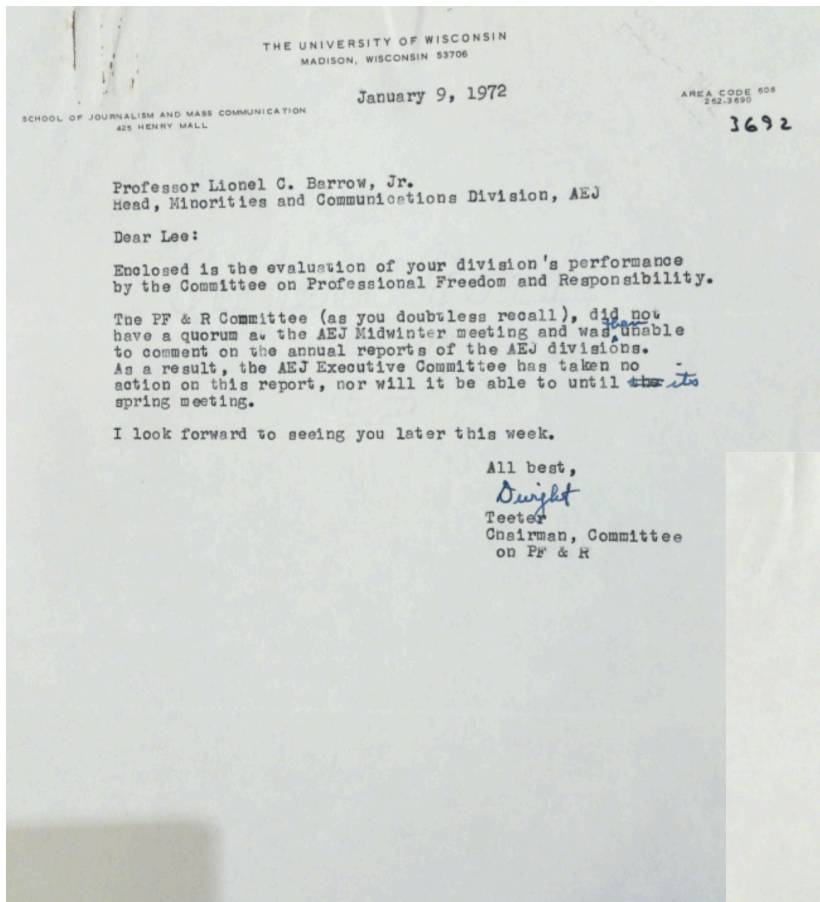 THE UNIVERSITY OF WISCONSIN
MADISON, WISCONSIN 53706
January 9, 1972
AREA CODE 608
262-3690
3692
SCHOOL OF JOURNALISM AND MASS COMMUNICATION
425 HENRY MALL
Professor Lionel C. Barrow, Jr.
Head, Minorities and Communications Division, AEJ
Dear Lee:
Enclosed is the evaluation of your division's performance
by the Committee on Professional Freedom and Responsibility.
The PF & R Committee (as you doubtless recall), did not
have a quorum at the AEJ Midwinter meeting and was then unable
to comment on the annual reports of the AEJ divisions.
As a result, the AEJ Executive Committee has taken no
action on this report, nor will it be able to until the its
spring meeting.
I look forward to seeing you later this week.
All best,
Dwight
Teeter
Chairman, Committee
on PF & R